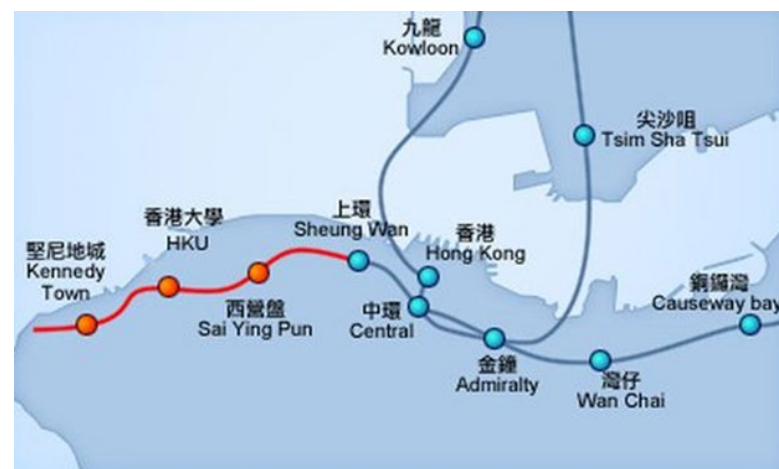 九龍
Kowloon
尖沙咀
Tsim Sha Tsui
上環
Sheung Wan
香港大學
HKU
香港
Hong Kong
堅尼地城
Kennedy
Town
銅鑼灣
Causeway bay
西營盤
Sai Ying Pun
中環
Central
金鐘
Admiralty
灣仔
Wan Chai